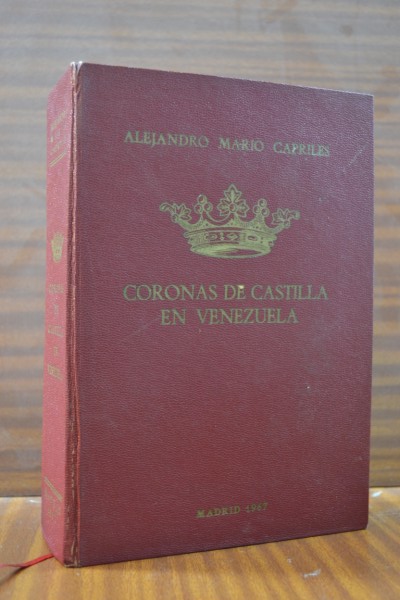 ALEJANDRO MARIO CAPRILES
CORONAS DE CASTILLA
EN VENEZUELA
MADRID 1967